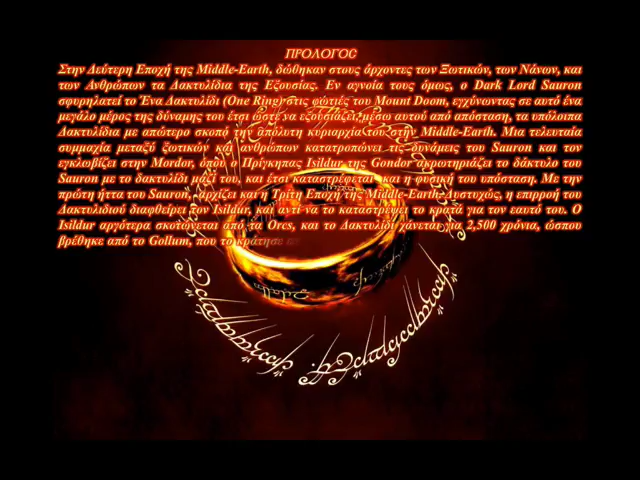 ΠΡΟΛΟΓΟΣ
Στην Δεύτερη Εποχή της Middle-Earth, δώθηκαν στους άρχοντες των Ξωτικών, των Νάνων, και
των Ανθρώπων τα Δακτυλίδια της Εξουσίας. Εν αγνοία τους όμως, ο Dark Lord Sauron
σφυρηλατεί το Ένα Δακτυλίδι (One Ring) στις φωτιές του Mount Doom, εγχύνωντας σε αυτό ένα
μεγάλο μέρος της δύναμης του έτσι ώστε να εξουσιάζει, μέσω αυτού από απόσταση, τα υπόλοιπα
Δακτυλίδια με απώτερο σκοπό την απόλυτη κυριαρχία του στην Middle-Earth. Μια τελευταία
συμμαχία μεταξύ ξωτικών και ανθρώπων κατατροπώνει τις δυνάμεις του Sauron και τον
εγκλωβίζει στην Mordor, όπου ο Πρίγκηπας Isildur της Gondor ακρωτηριάζει το δάκτυλο του
Sauron με το δακτυλίδι μαζί του, και έτσι καταστρέφεται και η φυσική του υπόσταση. Με την
πρώτη ήττα του Sauron, αρχίζει και η Τρίτη Εποχή της Middle-Earth. Δυστυχώς, η επιρροή του
Δακτυλιδιού διαφθείρει τον Isildur, και αντί να το καταστρέψει το κρατά για τον εαυτό του. Ο
Isildur αργότερα σκοτώνεται από τα Orcs, και το Δακτυλίδι χάνεται για 2,500 χρόνια, ώσπου
βρέθηκε από το Gollum, που το κράτησε